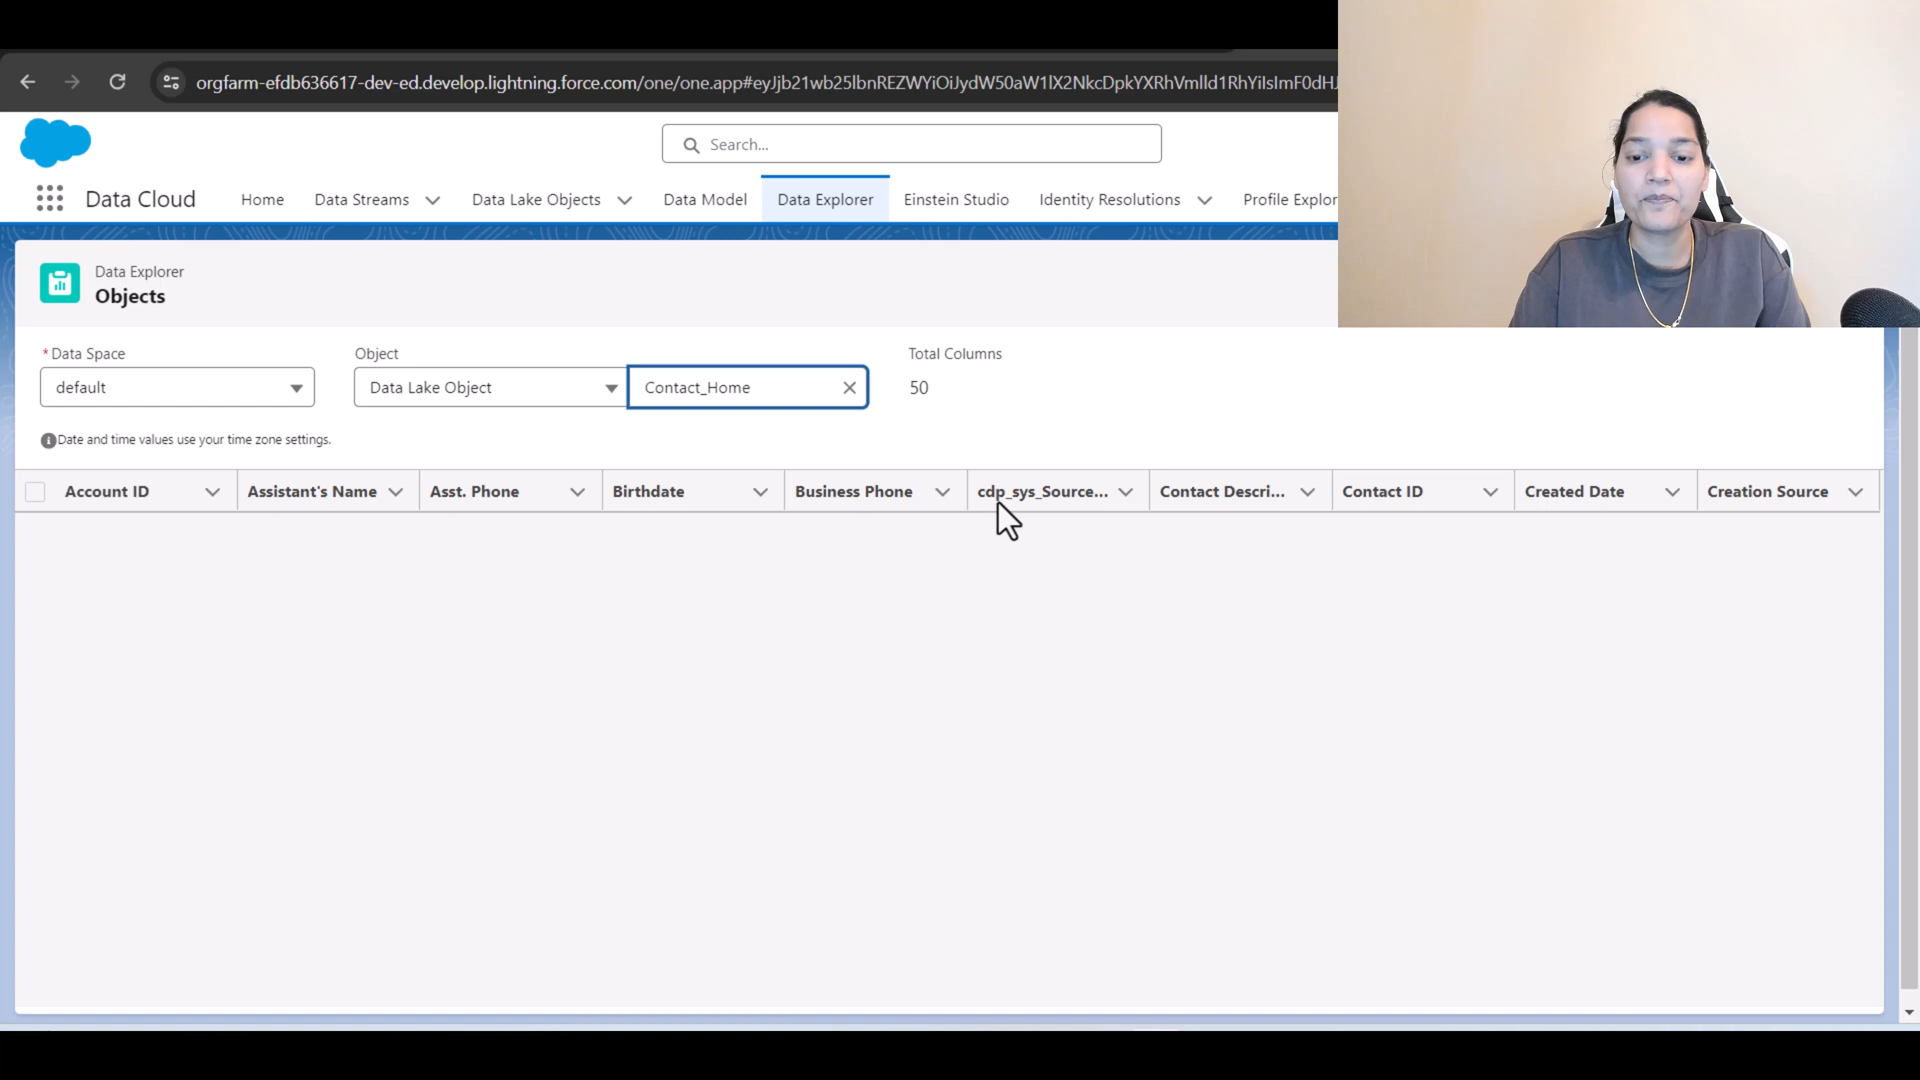 orgfarm-efdb636617-dev-ed.develop.lightning.force.com/one/one.app#eyJjb21wb25lbnREZWYiOiJydW50aW1lX2NkcDpkYXRhVmlld1RhYiIsImF0dHJ
Search...
Data Cloud Home Data Streams Data Lake Objects Data Model Data Explorer Einstein Studio Identity Resolutions Profile Explor
Data Explorer
Objects
*Data Space Object Total Columns
default Data Lake Object Contact_Home 50
Date and time values use your time zone settings.
Account ID Assistant's Name Asst. Phone Birthdate Business Phone cdp_sys_Source... Contact Descri... Contact ID Created Date Creation Source